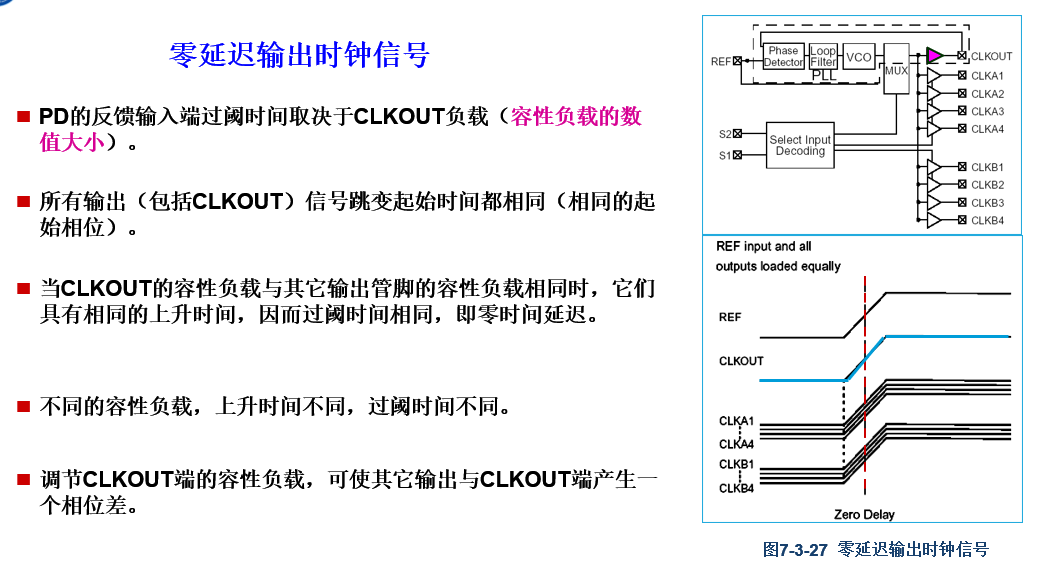 零延迟输出时钟信号
PD的反馈输入端过阈时间取决于CLKOUT负载（容性负载的数
值大小）。
所有输出（包括CLKOUT）信号跳变起始时间都相同（相同的起
始相位）。
当CLKOUT的容性负载与其它输出管脚的容性负载相同时，它们
具有相同的上升时间，因而过阈时间相同，即零时间延迟。
不同的容性负载，上升时间不同，过阈时间不同。
调节CLKOUT端的容性负载，可使其它输出与CLKOUT端产生一
个相位差。
REF
Phase
Detector
Loop
Filter
VCO
PLL
MUX
CLKOUT
CLKA1
CLKA2
CLKA3
CLKA4
S2
S1
Select Input
Decoding
CLKB1
CLKB2
CLKB3
CLKB4
REF input and all
outputs loaded equally
REF
CLKOUT
CLKA1
CLKA4
CLKB1
CLKB4
Zero Delay
图7-3-27 零延迟输出时钟信号